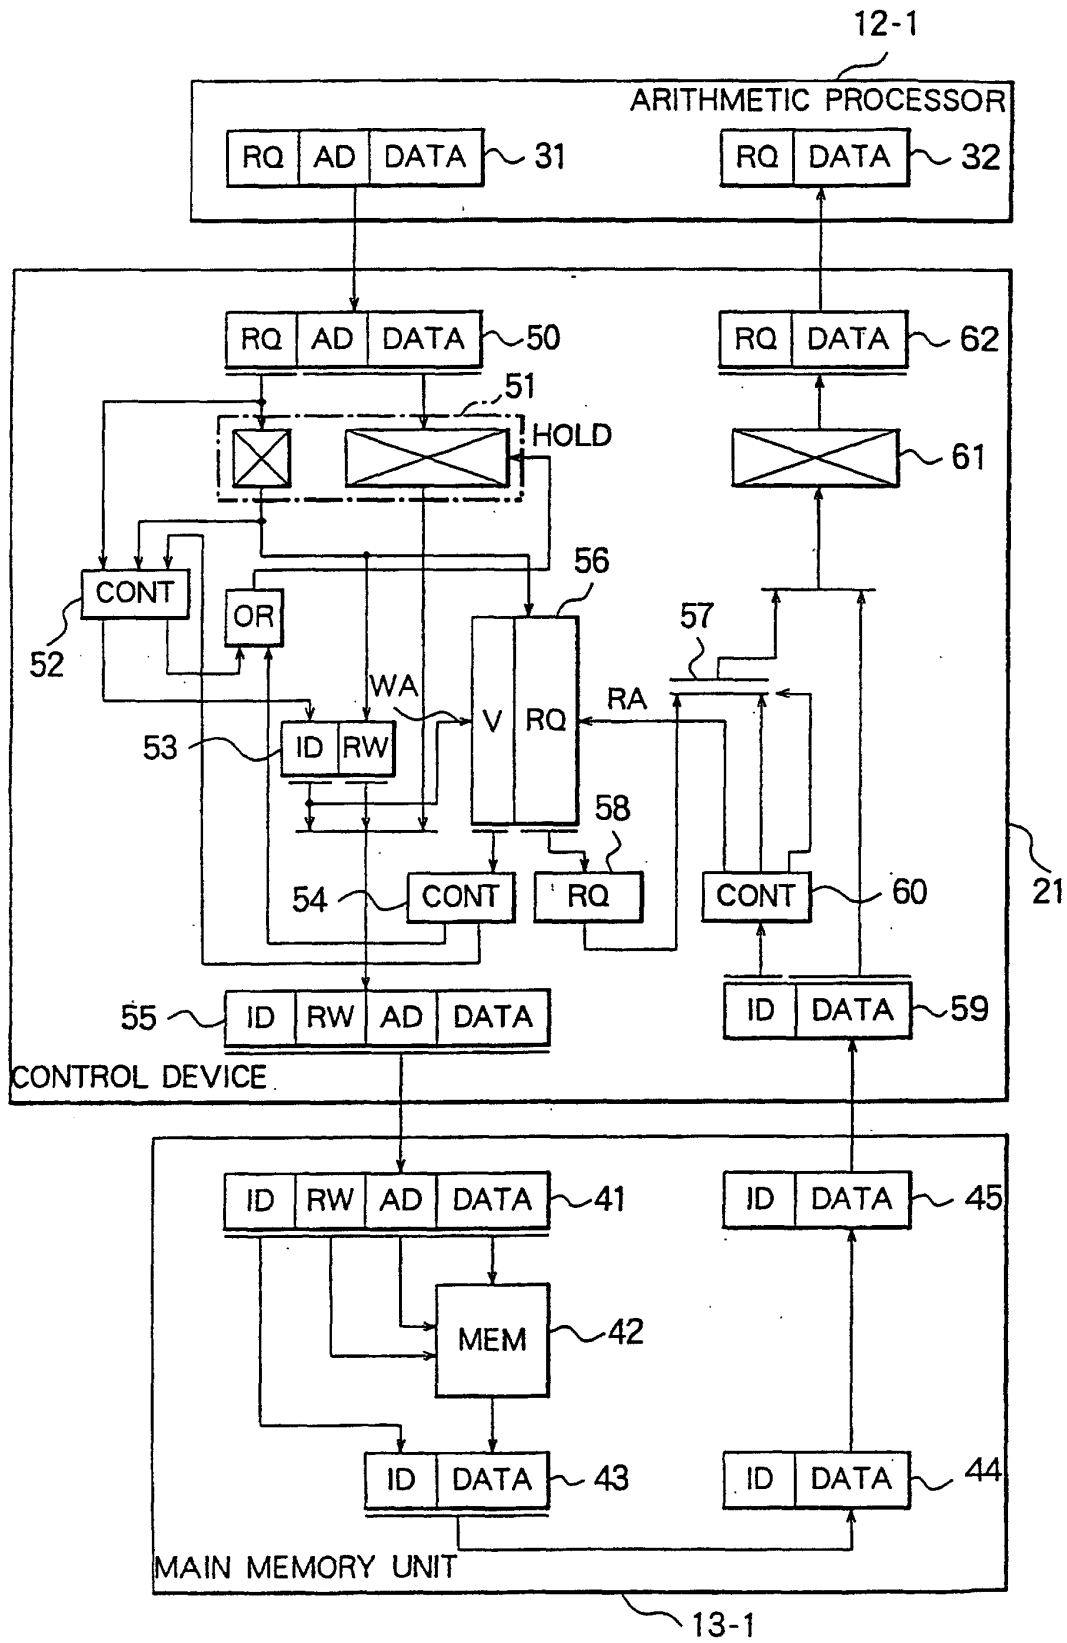 12-1
ARITHMETIC PROCESSOR
RQ AD DATA 31
RQ DATA 32
RQ AD DATA 50
RQ DATA 62
51
HOLD
61
CONT
52
OR
56
57
WA
RA
53
ID RW
V RQ
58
21
54
CONT
RQ
CONT 60
55
ID RW AD DATA
ID DATA 59
CONTROL DEVICE
ID RW AD DATA 41
ID DATA 45
MEM 42
ID DATA 43
ID DATA 44
MAIN MEMORY UNIT
13-1